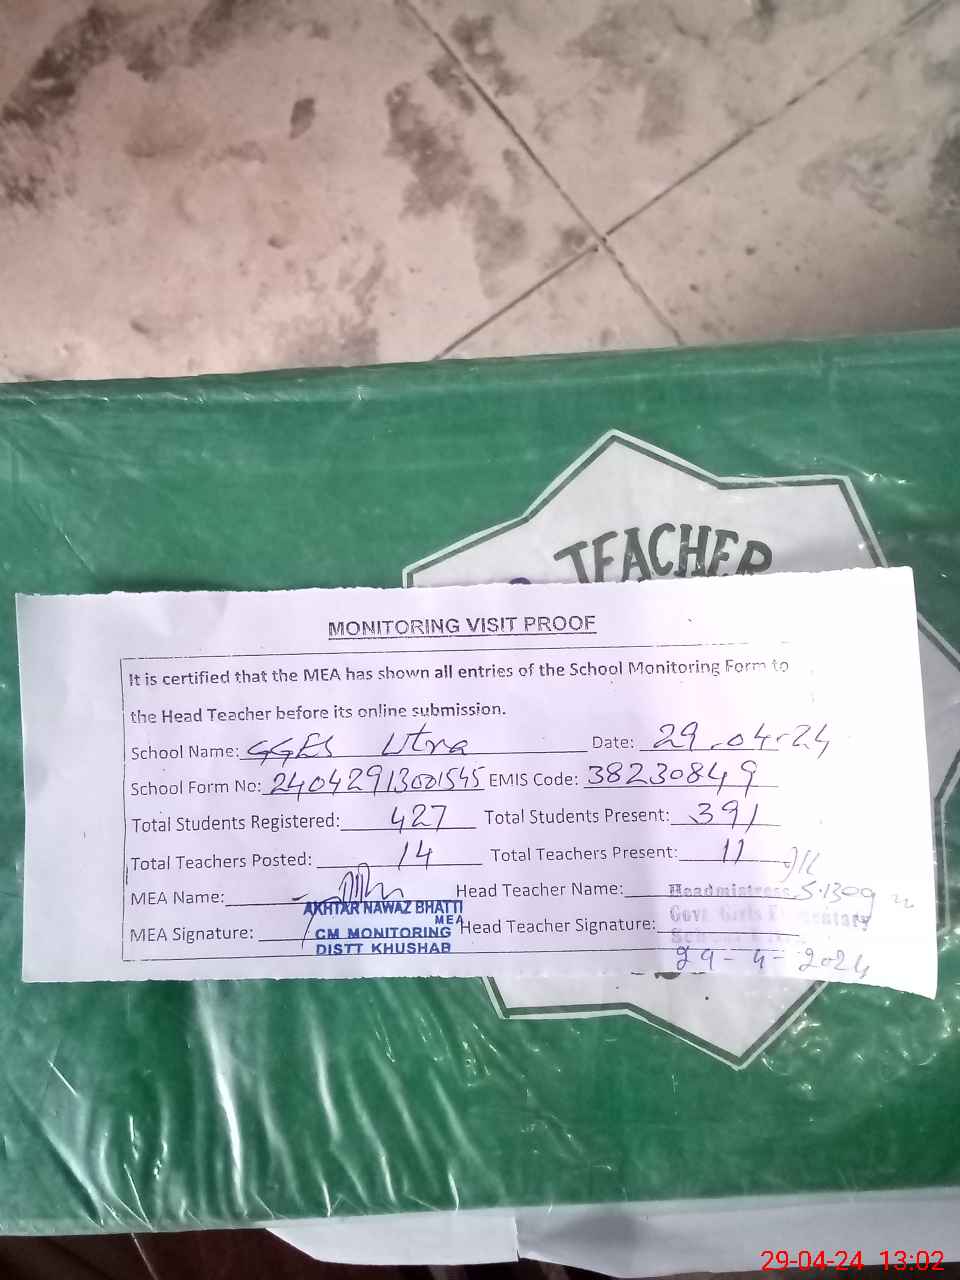 TEACHER
MONITORING VISIT PROOF
It is certified that the MEA has shown all entries of the School Monitoring Form to
the Head Teacher before its online submission.
School Name: GGES Utra Date: 29-04-24
School Form No: 24042913001545 EMIS Code: 38230849
Total Students Registered: 427 Total Students Present: 391
Total Teachers Posted: 14 Total Teachers Present: 11
MEA Name: Head Teacher Name: Headmistress
AKHTAR NAWAZ BHATTI
MEA Govt. Girls Elementary
MEA Signature: CM MONITORING Head Teacher Signature:
DISTT KHUSHAB
29-4-2024
29-04-24 13:02